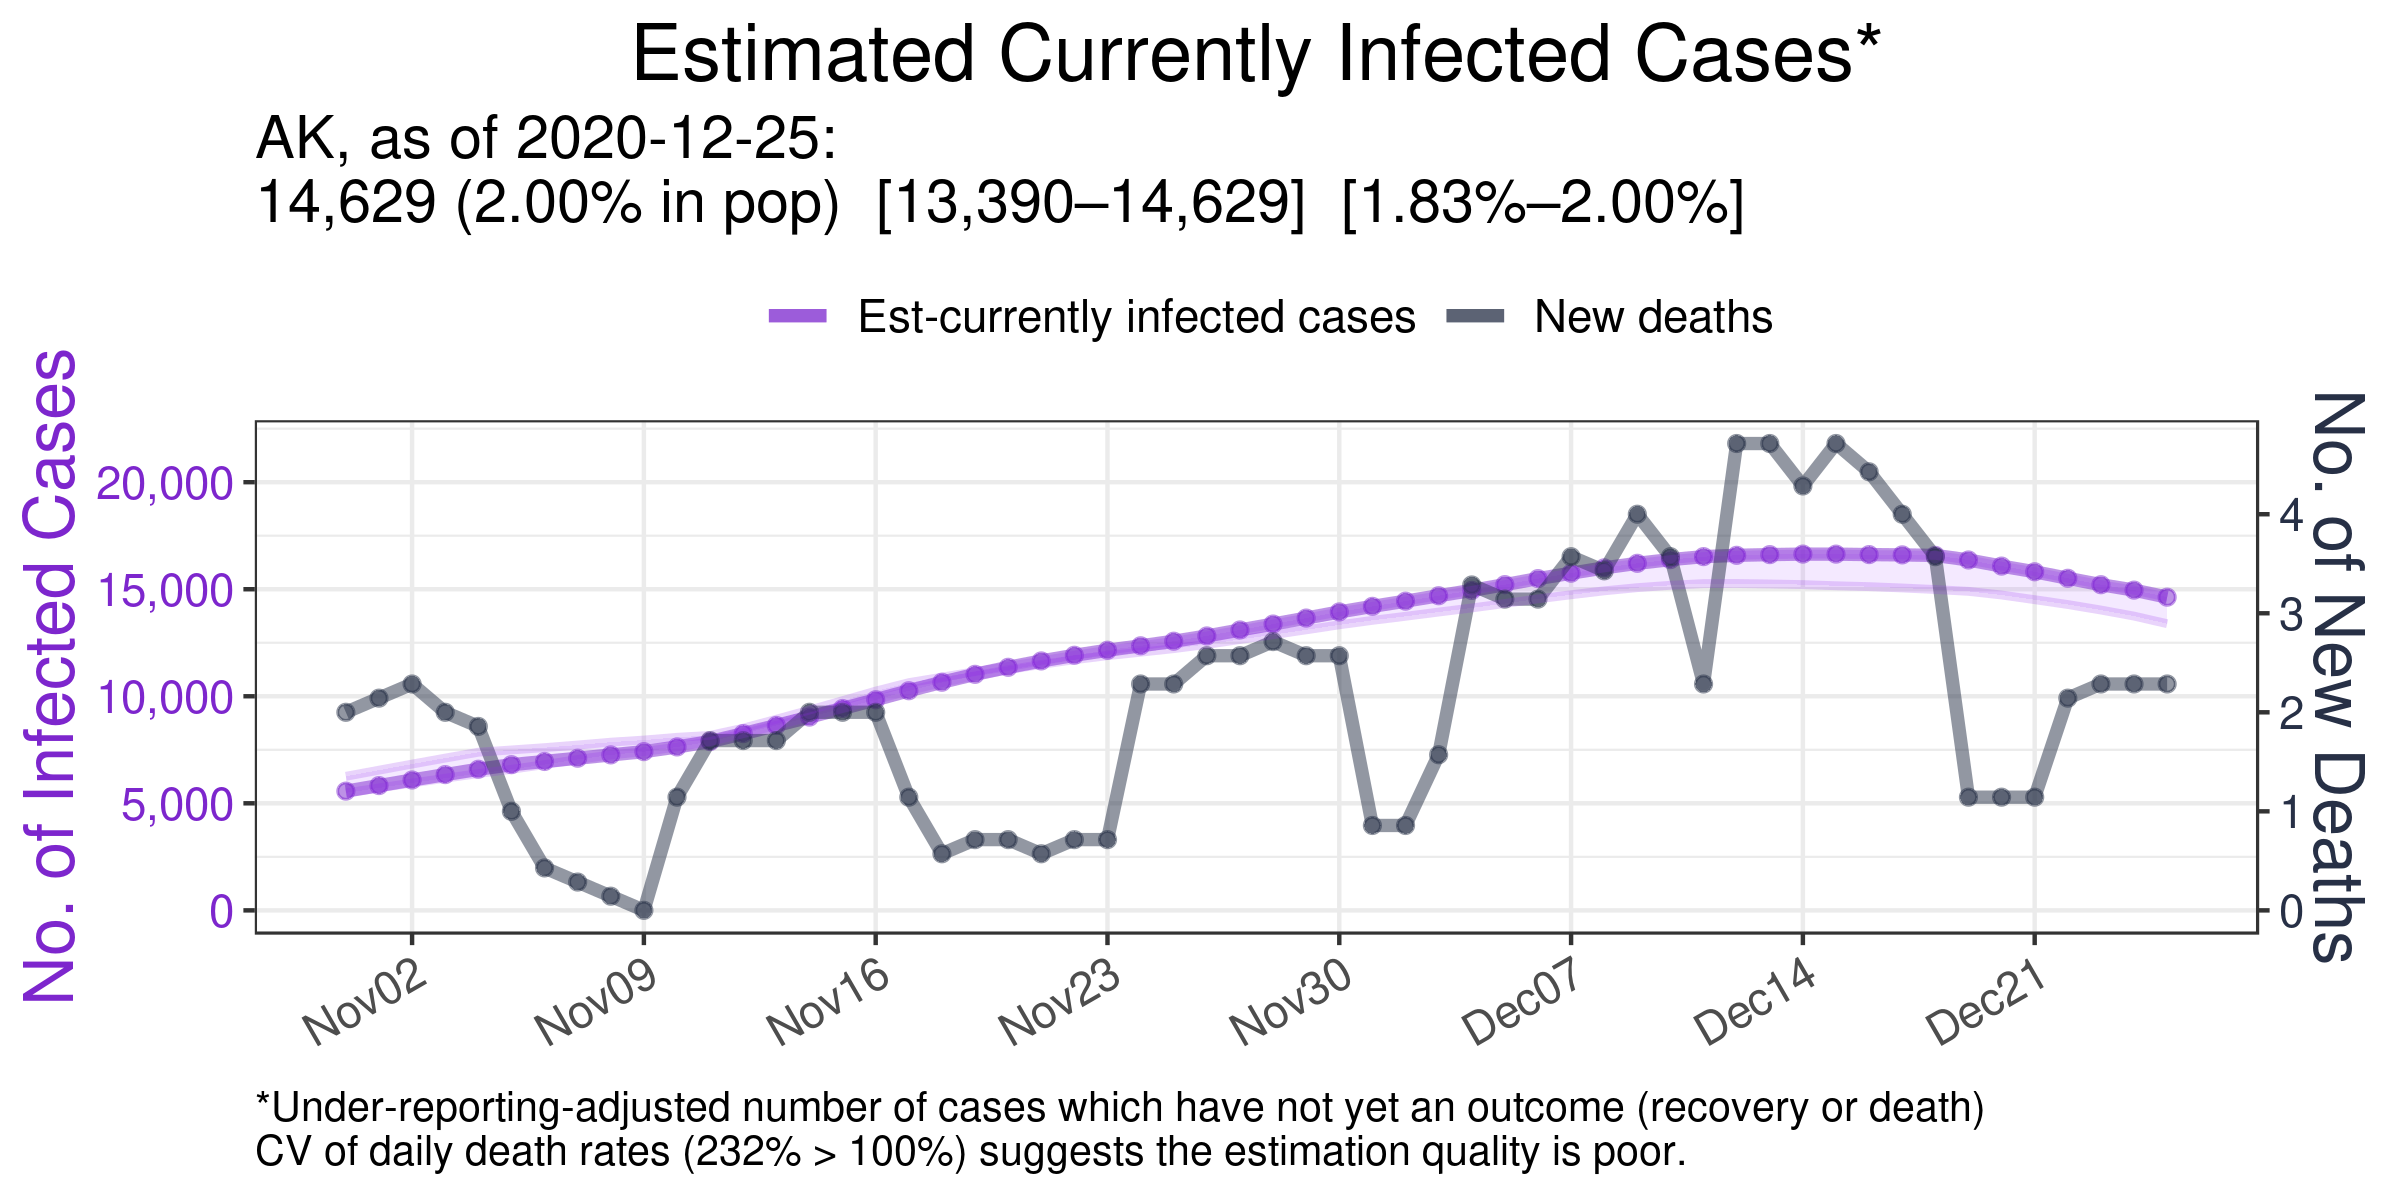 Estimated Currently Infected Cases*
AK, as of 2020-12-25:
14,629 (2.00% in pop)  [13,390–14,629]  [1.83%–2.00%]
Est-currently infected cases
New deaths
No. of Infected Cases
20,000
15,000
10,000
5,000
0
No. of New Deaths
4
3
2
1
0
Nov02
Nov09
Nov16
Nov23
Nov30
Dec07
Dec14
Dec21
*Under-reporting-adjusted number of cases which have not yet an outcome (recovery or death)
CV of daily death rates (232% > 100%) suggests the estimation quality is poor.